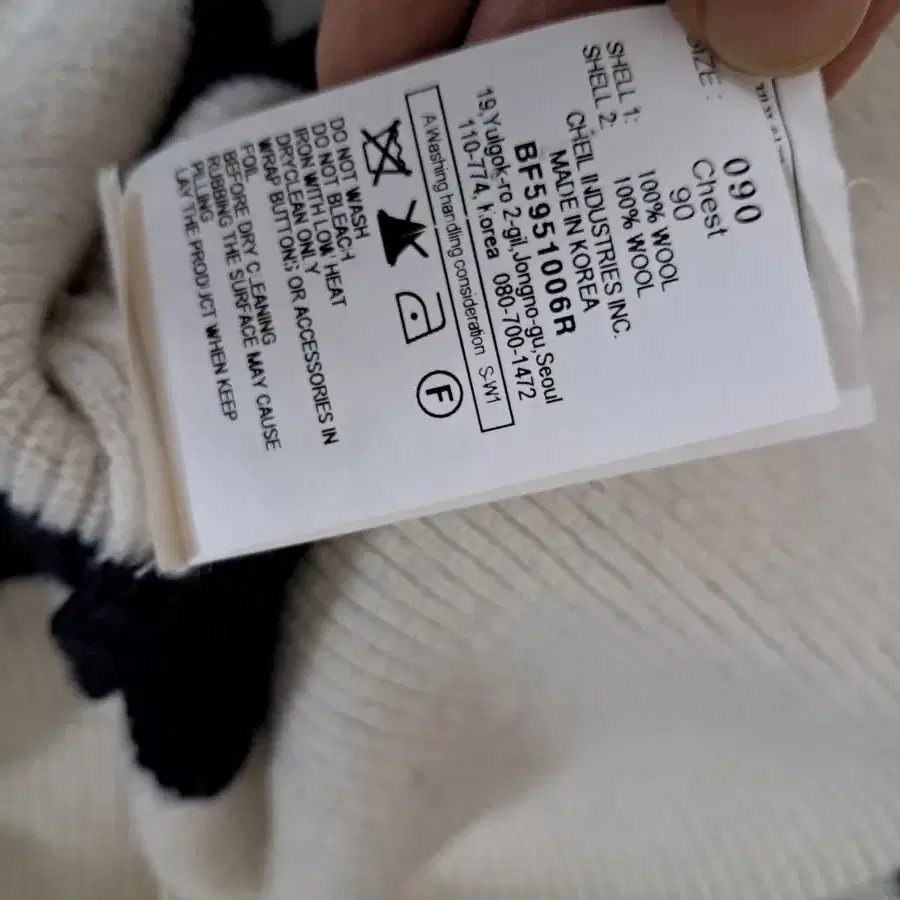 SIZE :
090
Chest
90
SHELL 1: 100% WOOL
SHELL 2: 100% WOOL
CHEIL INDUSTRIES INC.
MADE IN KOREA
BF5951006R
19,Yulgok-ro 2-gil,Jongno-gu,Seoul
110-774, Korea 080-700-1472
A Washing handling consideration S-W1
F
DO NOT WASH
DO NOT BLEACH
IRON WITH LOW HEAT
DRYCLEAN ONLY
WRAP BUTTONS OR ACCESSORIES IN
FOIL
BEFORE DRY CLEANING
RUBBING THE SURFACE MAY CAUSE
PILLING
LAY THE PRODUCT WHEN KEEP